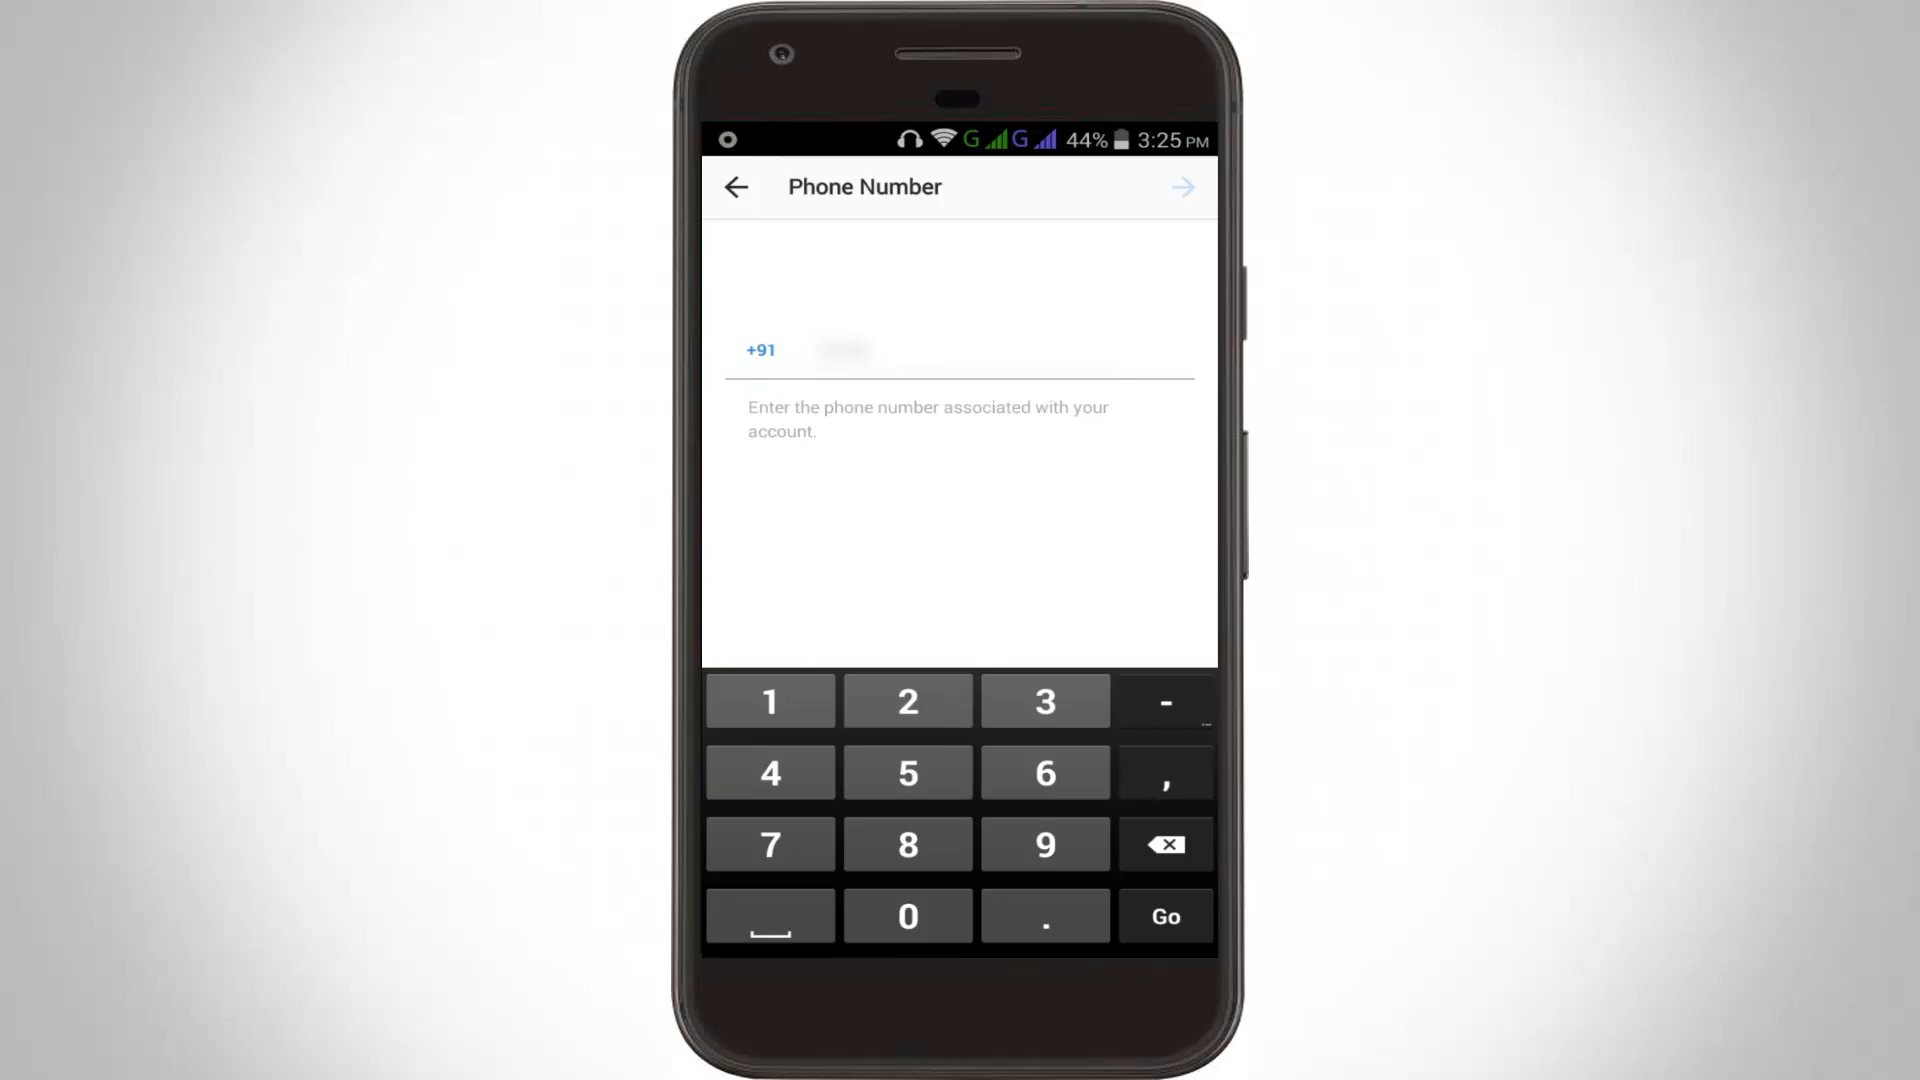 G G 44% 3:25 PM
Phone Number
+91
Enter the phone number associated with your
account.
1 2 3 -
4 5 6 ,
7 8 9
0 . Go